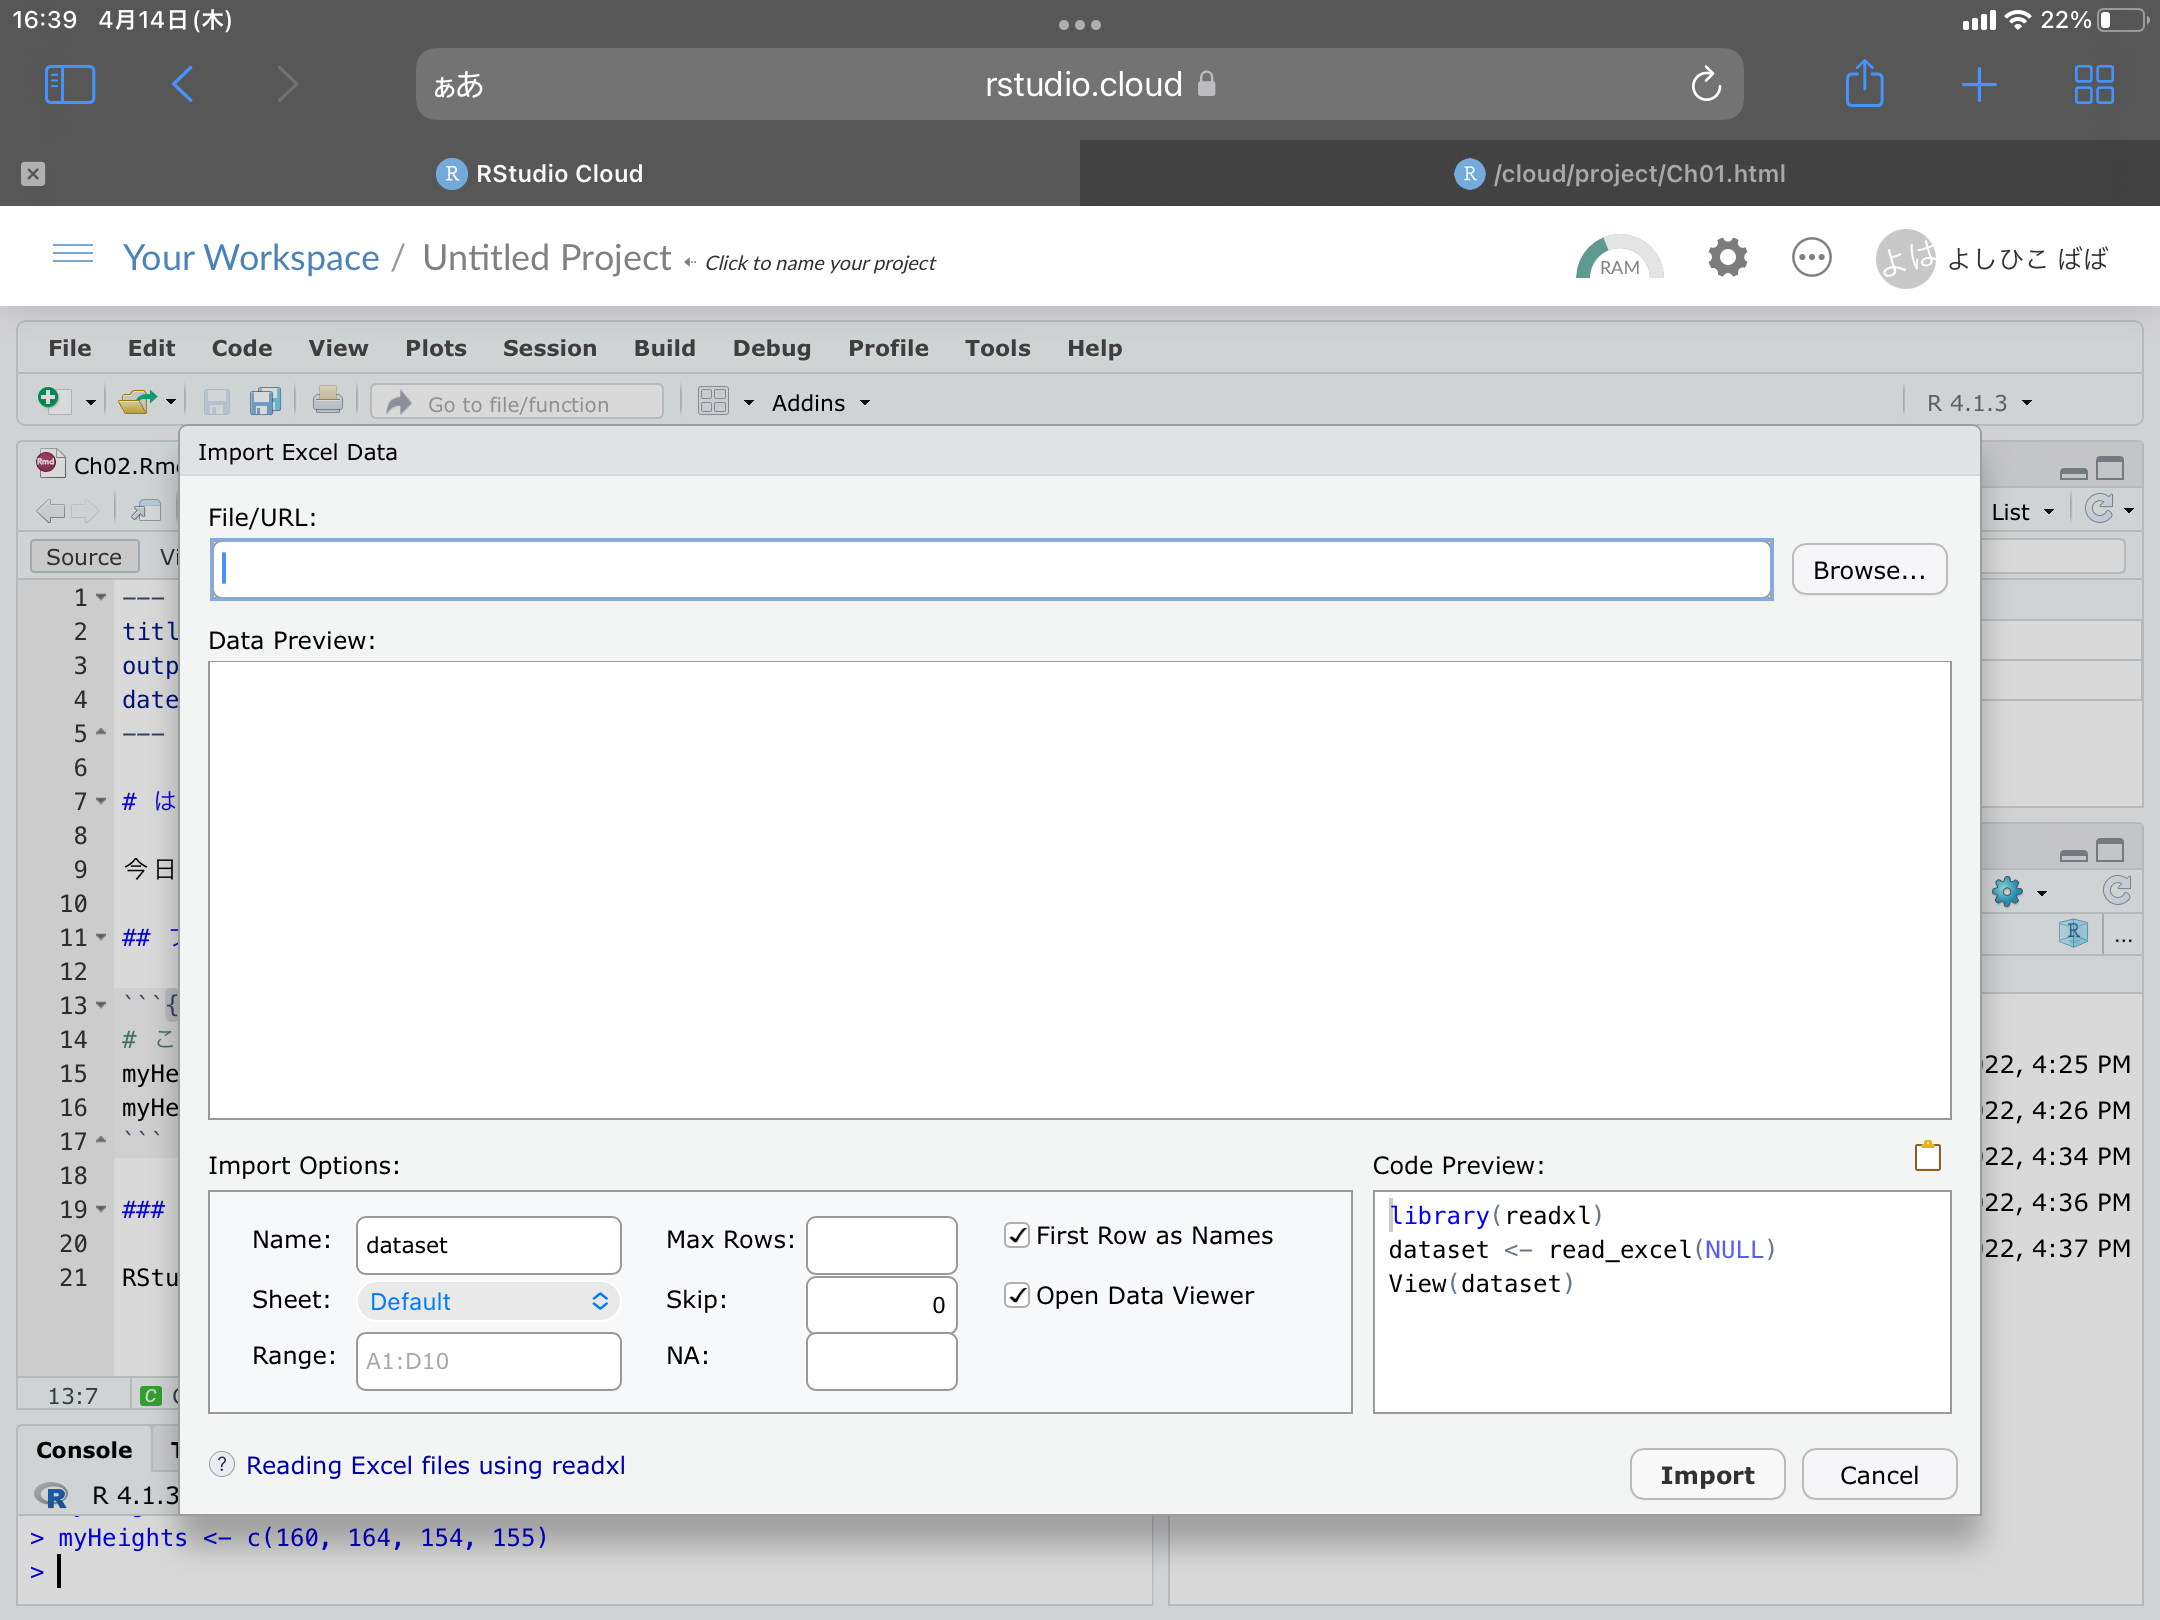 16:39 4月14日(木)
22%
ぁあ
rstudio.cloud
RStudio Cloud
/cloud/project/Ch01.html
Your Workspace / Untitled Project
Click to name your project
RAM
よは よしひこ ばば
File Edit Code View Plots Session Build Debug Profile Tools Help
Go to file/function
Addins
R 4.1.3
Ch02.Rm
Import Excel Data
List
Source
File/URL:
Browse...
Data Preview:
1 ---
2 titl
3 outp
4 date
5 ---
6
7 # は
8
9 今日
10
11 ##
12
13 ```{
14 # こ
15 myHe
16 myHe
17 ```
18
19 ###
20
21 RStu
...
22, 4:25 PM
22, 4:26 PM
22, 4:34 PM
22, 4:36 PM
22, 4:37 PM
Import Options:
Name: dataset
Sheet: Default
Range: A1:D10
Max Rows:
Skip: 0
NA:
First Row as Names
Open Data Viewer
Code Preview:
library(readxl)
dataset <- read_excel(NULL)
View(dataset)
13:7
C
Reading Excel files using readxl
Import
Cancel
Console
R 4.1.3
> myHeights <- c(160, 164, 154, 155)
>